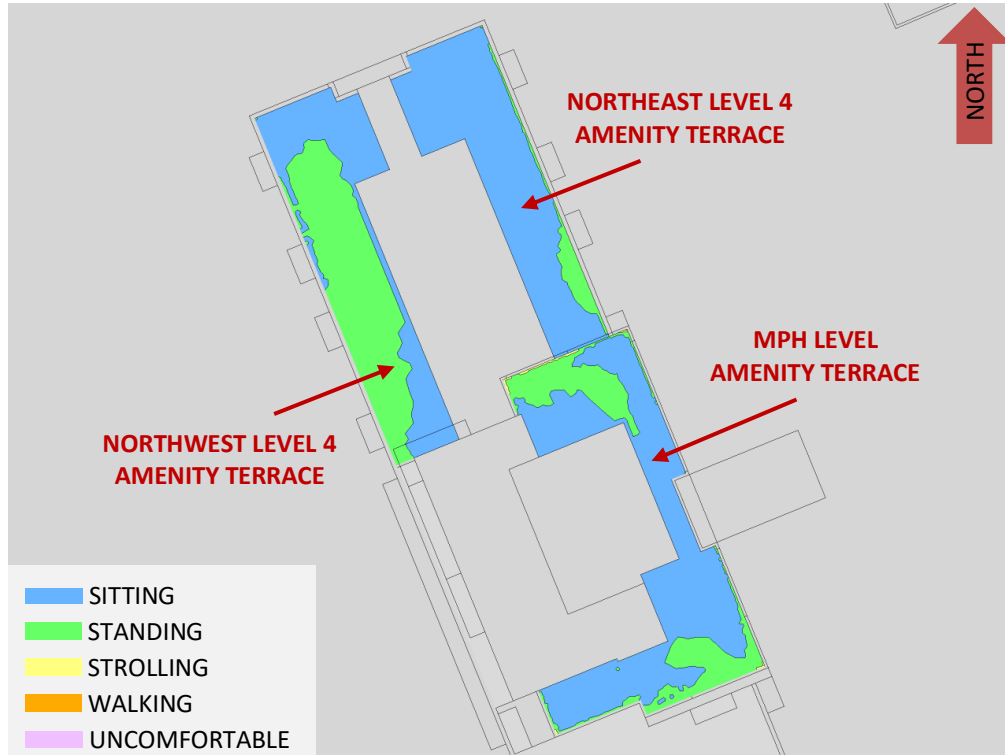 NORTH
NORTHEAST LEVEL 4
AMENITY TERRACE
MPH LEVEL
AMENITY TERRACE
NORTHWEST LEVEL 4
AMENITY TERRACE
SITTING
STANDING
STROLLING
WALKING
UNCOMFORTABLE